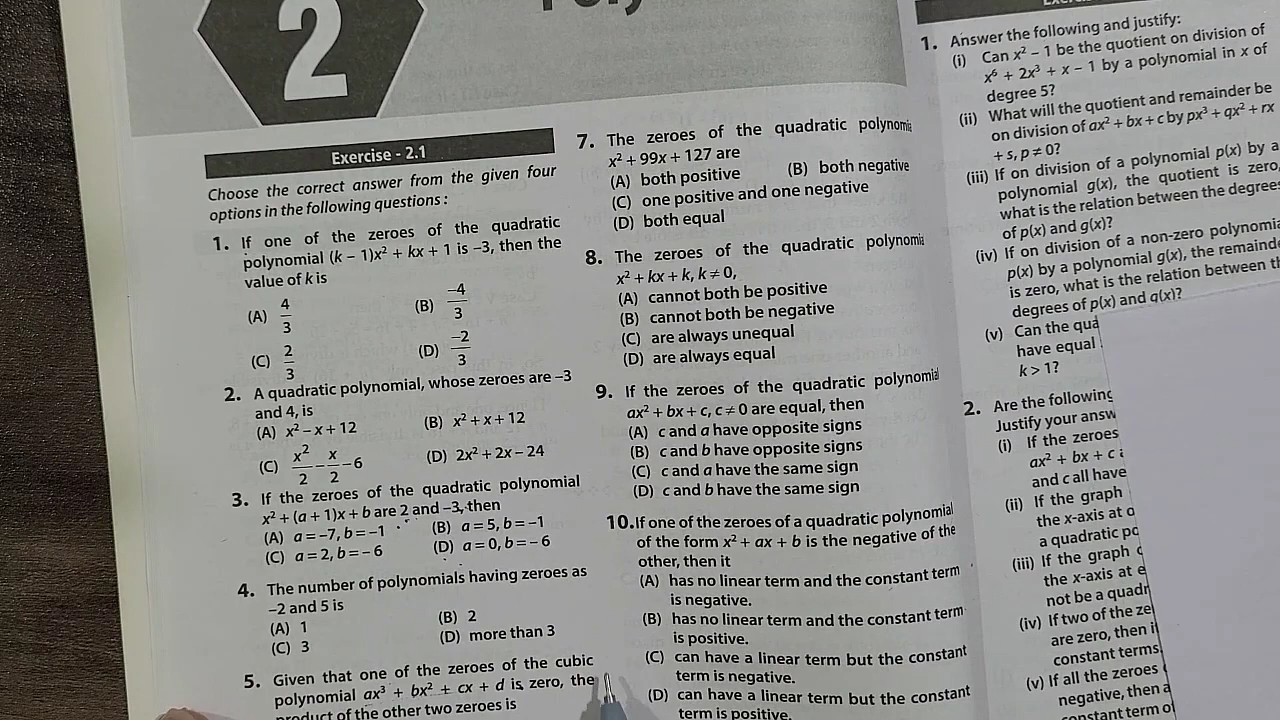 2
Exercise - 2.1
Choose the correct answer from the given four
options in the following questions :
1. If one of the zeroes of the quadratic
polynomial (k − 1)x² + kx + 1 is −3, then the
value of k is
(A) 4/3 (B) −4/3
(C) 2/3 (D) −2/3
2. A quadratic polynomial, whose zeroes are −3
and 4, is
(A) x² − x + 12 (B) x² + x + 12
(C) x²/2 − x/2 − 6 (D) 2x² + 2x − 24
3. If the zeroes of the quadratic polynomial
x² + (a + 1)x + b are 2 and −3, then
(A) a = −7, b = −1 (B) a = 5, b = −1
(C) a = 2, b = −6 (D) a = 0, b = −6
4. The number of polynomials having zeroes as
−2 and 5 is
(A) 1 (B) 2
(C) 3 (D) more than 3
5. Given that one of the zeroes of the cubic
polynomial ax³ + bx² + cx + d is zero, the
product of the other two zeroes is
7. The zeroes of the quadratic polynomia
x² + 99x + 127 are
(A) both positive (B) both negative
(C) one positive and one negative
(D) both equal
8. The zeroes of the quadratic polynomia
x² + kx + k, k ≠ 0,
(A) cannot both be positive
(B) cannot both be negative
(C) are always unequal
(D) are always equal
9. If the zeroes of the quadratic polynomial
ax² + bx + c, c ≠ 0 are equal, then
(A) c and a have opposite signs
(B) c and b have opposite signs
(C) c and a have the same sign
(D) c and b have the same sign
10. If one of the zeroes of a quadratic polynomial
of the form x² + ax + b is the negative of the
other, then it
(A) has no linear term and the constant term
is negative.
(B) has no linear term and the constant term
is positive.
(C) can have a linear term but the constant
term is negative.
(D) can have a linear term but the constant
term is positive.
1. Answer the following and justify:
(i) Can x² − 1 be the quotient on division of
x⁶ + 2x³ + x − 1 by a polynomial in x of
degree 5?
(ii) What will the quotient and remainder be
on division of ax² + bx + c by px³ + qx² + rx
+ s, p ≠ 0?
(iii) If on division of a polynomial p(x) by a
polynomial g(x), the quotient is zero,
what is the relation between the degree
of p(x) and g(x)?
(iv) If on division of a non-zero polynomia
p(x) by a polynomial g(x), the remaind
is zero, what is the relation between th
degrees of p(x) and g(x)?
(v) Can the qua
have equal
k > 1?
2. Are the following
Justify your answ
(i) If the zeroes
ax² + bx + c
and c all have
(ii) If the graph
the x-axis at o
a quadratic po
(iii) If the graph
the x-axis at e
not be a quadr
(iv) If two of the ze
are zero, then it
constant terms.
(v) If all the zeroes
negative, then a
constant term of